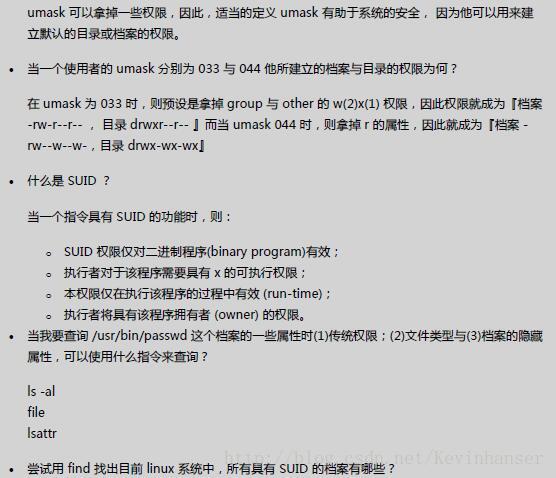 umask 可以拿掉一些权限，因此，适当的定义 umask 有助于系统的安全， 因为他可以用来建
立默认的目录或档案的权限。
• 当一个使用者的 umask 分别为 033 与 044 他所建立的档案与目录的权限为何？
在 umask 为 033 时，则预设是拿掉 group 与 other 的 w(2)x(1) 权限，因此权限就成为『档案
-rw-r--r-- ， 目录 drwxr--r-- 』而当 umask 044 时，则拿掉 r 的属性，因此就成为『档案 -
rw--w--w-，目录 drwx-wx-wx』
• 什么是 SUID ？
当一个指令具有 SUID 的功能时，则：
o SUID 权限仅对二进制程序(binary program)有效；
o 执行者对于该程序需要具有 x 的可执行权限；
o 本权限仅在执行该程序的过程中有效 (run-time)；
o 执行者将具有该程序拥有者 (owner) 的权限。
• 当我要查询 /usr/bin/passwd 这个档案的一些属性时(1)传统权限；(2)文件类型与(3)档案的隐藏
属性，可以使用什么指令来查询？
ls -al
file
lsattr
http://blog.csdn.net/Kevinhanser
• 尝试用 find 找出目前 linux 系统中，所有具有 SUID 的档案有哪些？